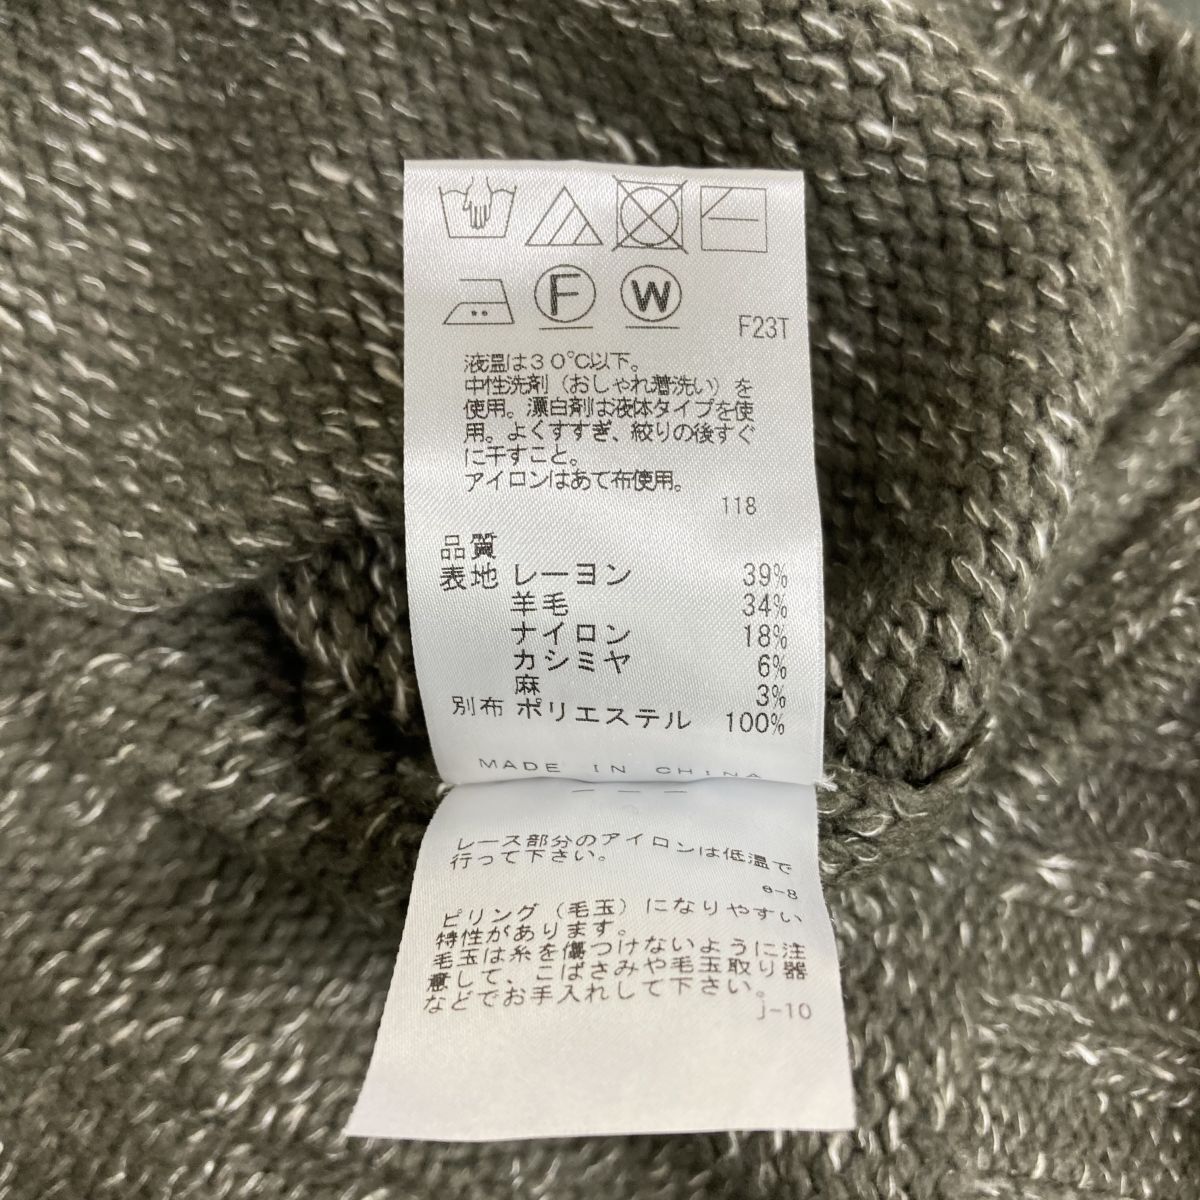 F W
F23T
液温は30℃以下。
中性洗剤（おしゃれ着洗い）を
使用。漂白剤は液体タイプを使
用。よくすすぎ、絞りの後すぐ
に干すこと。
アイロンはあて布使用。
118
品質
表地 レーヨン 39%
羊毛 34%
ナイロン 18%
カシミヤ 6%
麻 3%
別布 ポリエステル 100%
MADE IN CHINA
レース部分のアイロンは低温で
行って下さい。
e-8
ピリング（毛玉）になりやすい
特性があります。
毛玉は糸を傷つけないように注
意して、こばさみや毛玉取り器
などでお手入れして下さい。
j-10